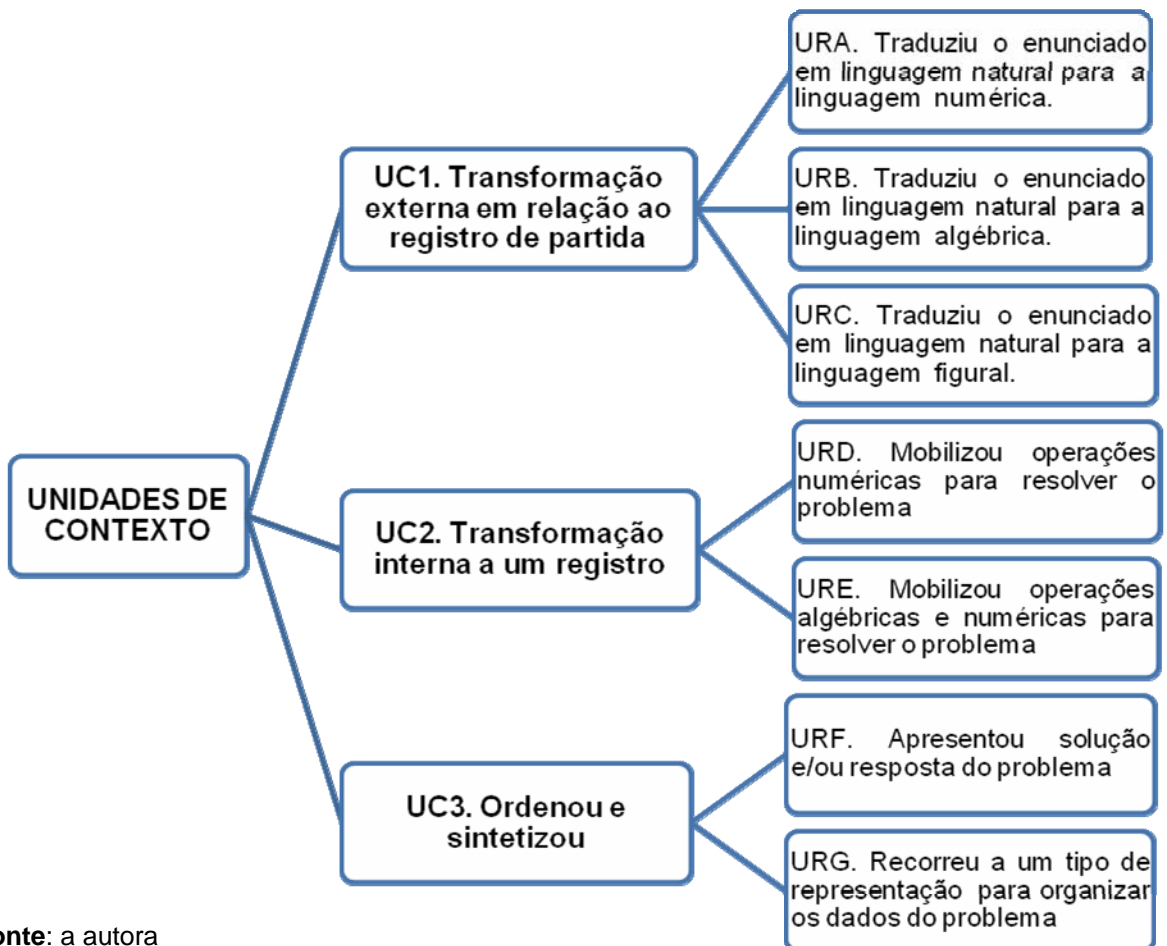 URA. Traduziu o enunciado
em linguagem natural para a
linguagem numérica.
UC1. Transformação
externa em relação ao
registro de partida
URB. Traduziu o enunciado
em linguagem natural para a
linguagem algébrica.
URC. Traduziu o enunciado
em linguagem natural para a
linguagem figural.
UNIDADES DE
CONTEXTO
URD. Mobilizou operações
numéricas para resolver o
problema
UC2. Transformação
interna a um registro
URE. Mobilizou operações
algébricas e numéricas para
resolver o problema
URF. Apresentou solução
e/ou resposta do problema
UC3. Ordenou e
sintetizou
URG. Recorreu a um tipo de
representação para organizar
os dados do problema
onte: a autora